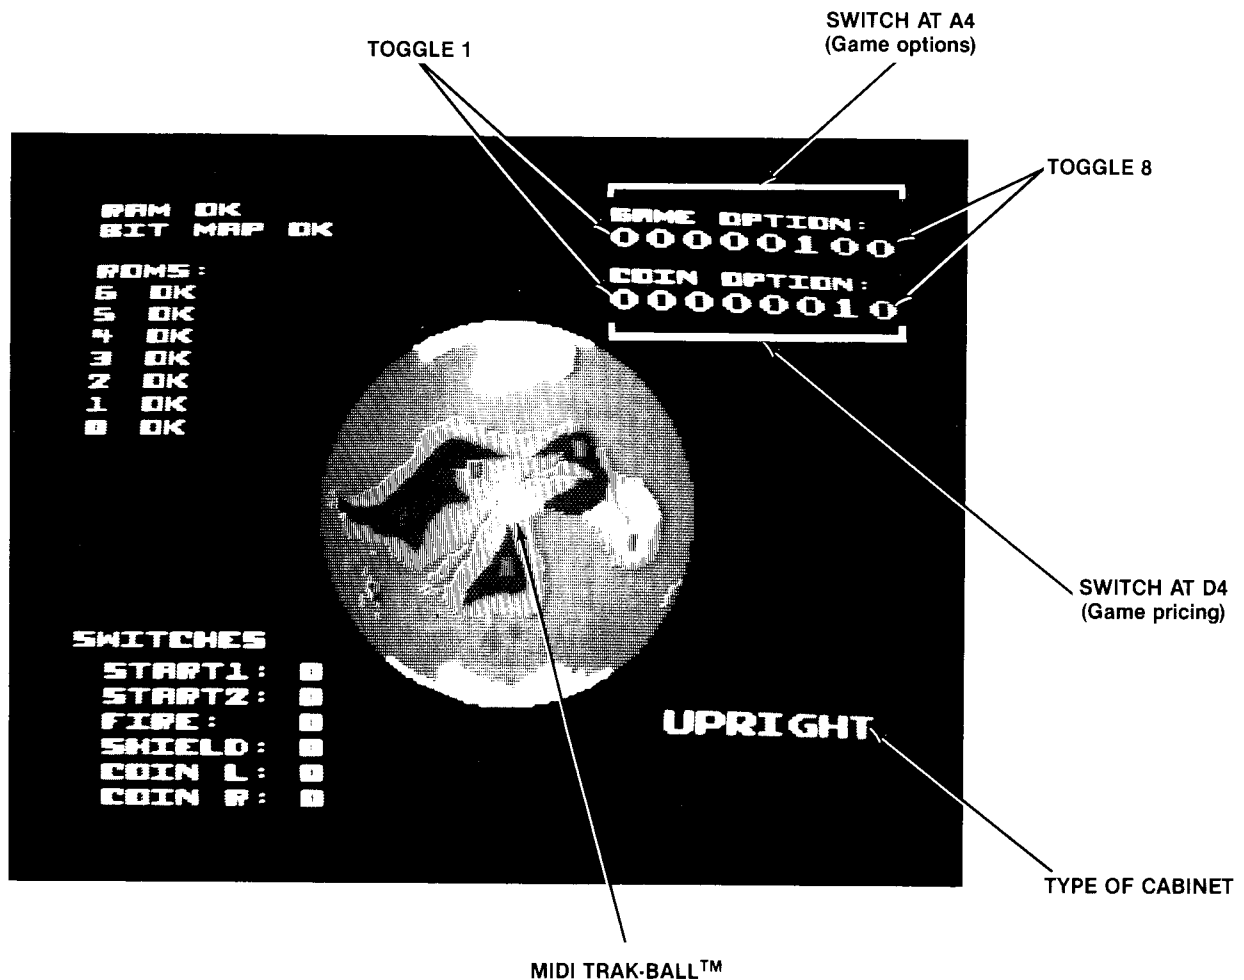 SWITCH AT A4
(Game options)
TOGGLE 1
TOGGLE 8
RAM OK
BIT MAP OK
GAME OPTION:
00000100
COIN OPTION:
00000010
ROMS:
6 OK
5 OK
4 OK
3 OK
2 OK
1 OK
0 OK
SWITCH AT D4
(Game pricing)
SWITCHES
START1: 0
START2: 0
FIRE: 0
SHIELD: 0
COIN L: 0
COIN R: 0
UPRIGHT
TYPE OF CABINET
MIDI TRAK-BALL™